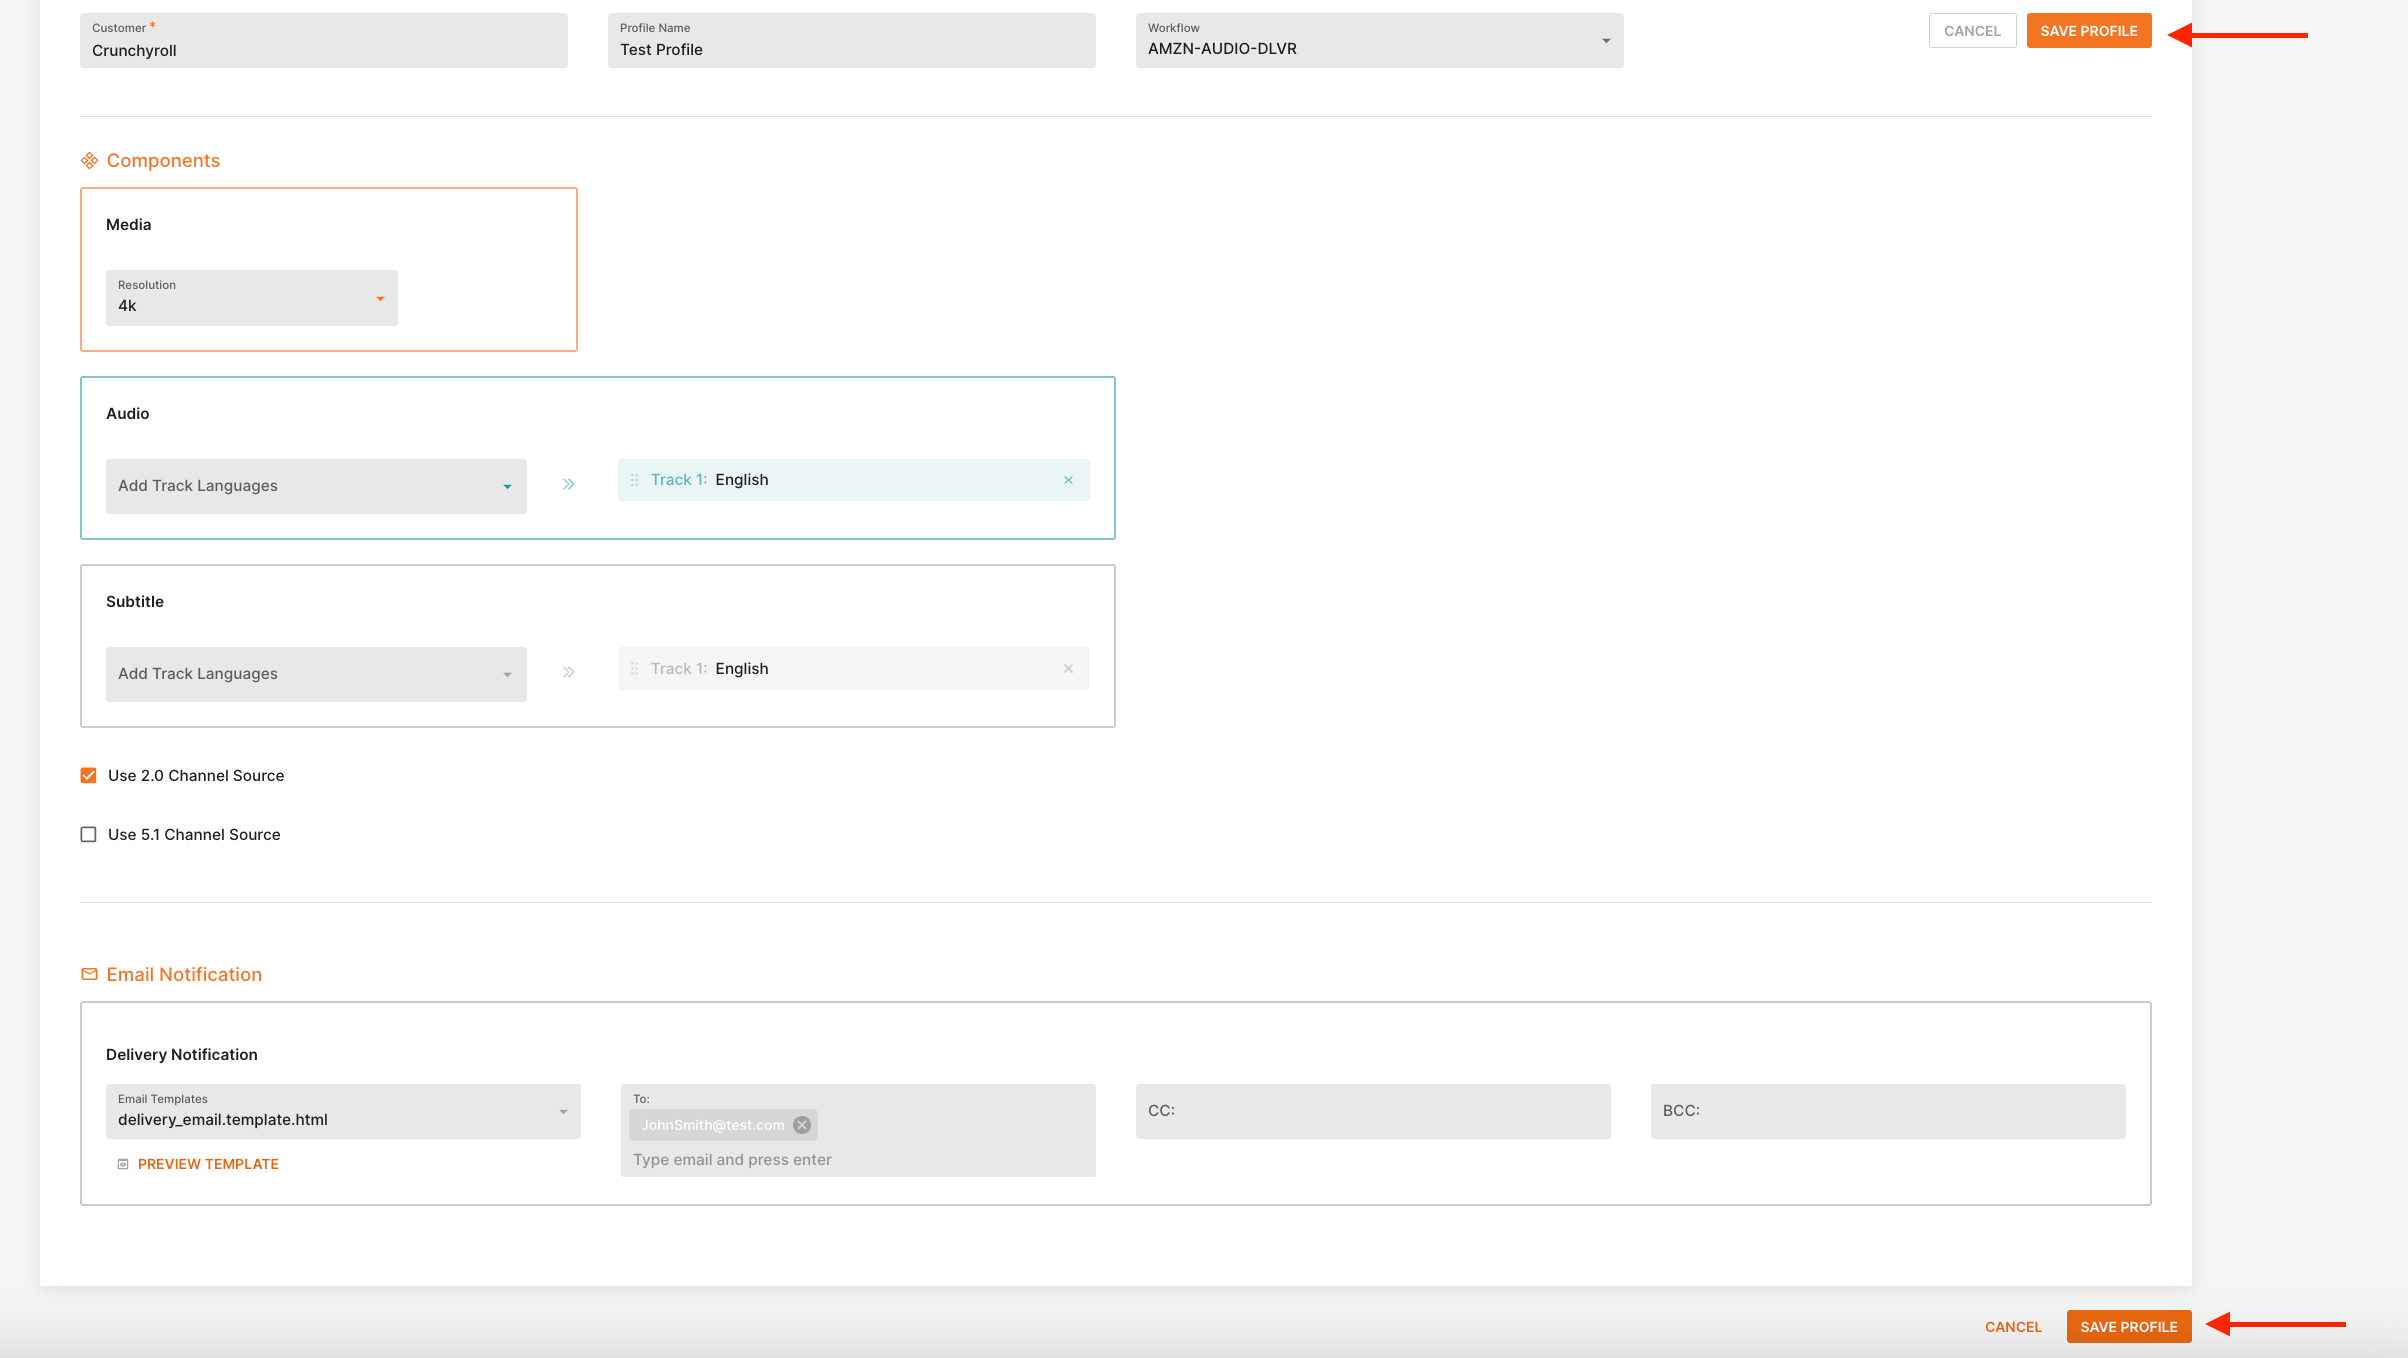 Customer *
Crunchyroll
Profile Name
Test Profile
Workflow
AMZN-AUDIO-DLVR
CANCEL
SAVE PROFILE
Components
Media
Resolution
4k
Audio
Add Track Languages
Track 1: English
Subtitle
Add Track Languages
Track 1: English
Use 2.0 Channel Source
Use 5.1 Channel Source
Email Notification
Delivery Notification
Email Templates
delivery_email.template.html
PREVIEW TEMPLATE
To:
JohnSmith@test.com
Type email and press enter
CC:
BCC:
CANCEL
SAVE PROFILE